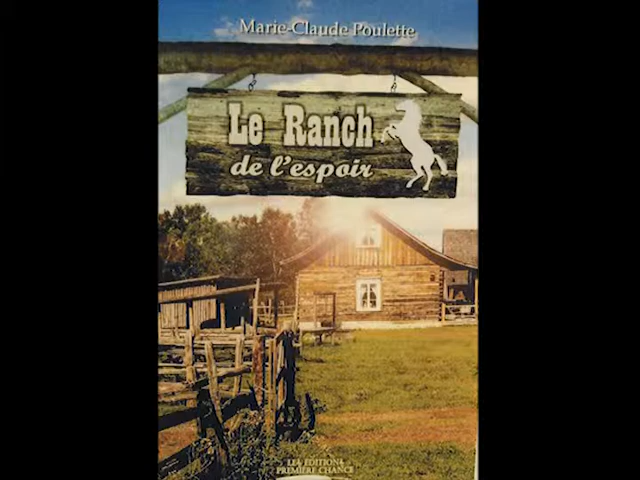 Marie-Claude Poulette
Le Ranch
de l'espoir
LES ÉDITIONS
PREMIÈRE CHANCE